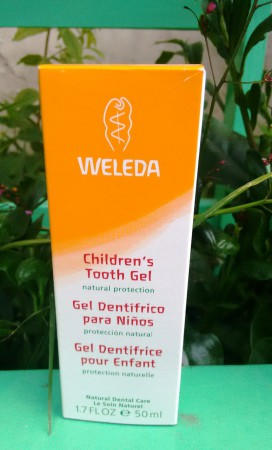 WELEDA
Children's
Tooth Gel
natural protection
Gel Dentifrico
para Niños
protección natural
Gel Dentifrice
pour Enfant
protection naturelle
Natural Dental Care
Le Soin Naturel
1.7 FL OZ e 50 ml